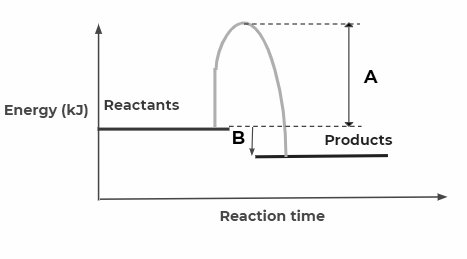 A
Reactants
Energy (kJ)
B
Products
Reaction time